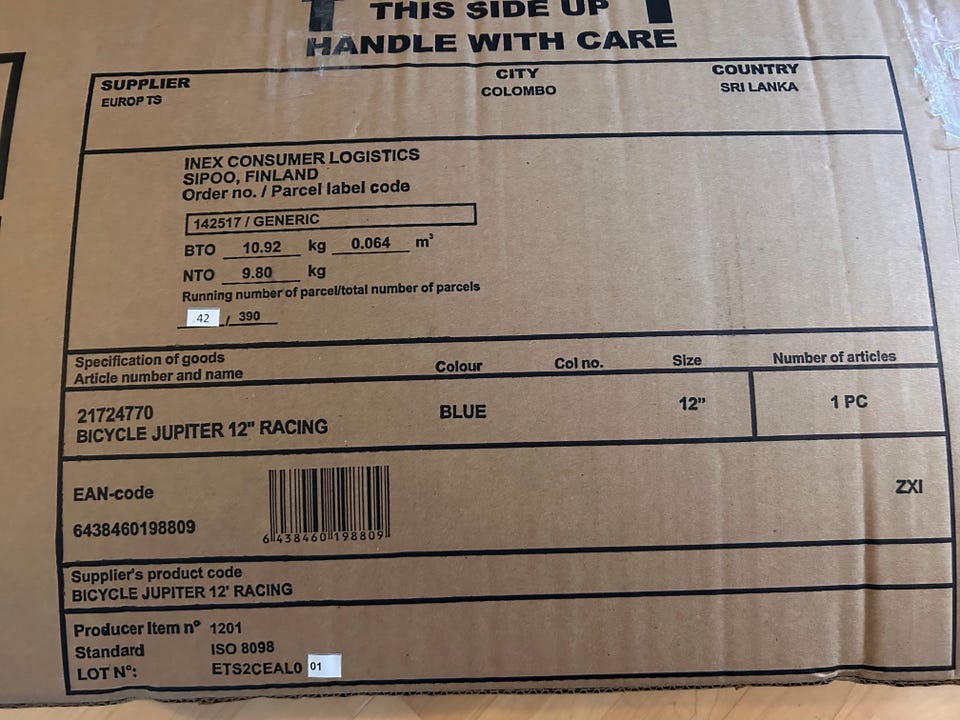 THIS SIDE UP
HANDLE WITH CARE
SUPPLIER CITY COUNTRY
EUROP TS COLOMBO SRI LANKA
INEX CONSUMER LOGISTICS
SIPOO, FINLAND
Order no. / Parcel label code
142517 / GENERIC
BTO 10.92 kg 0.064 m³
NTO 9.80 kg
Running number of parcel/total number of parcels
42 / 390
Specification of goods
Article number and name Colour Col no. Size Number of articles
21724770 BLUE 12” 1 PC
BICYCLE JUPITER 12" RACING
EAN-code ZXI
6438460198809
6 438460 198809
Supplier's product code
BICYCLE JUPITER 12' RACING
Producer Item nº 1201
Standard ISO 8098
LOT Nº: ETS2CEAL0 01